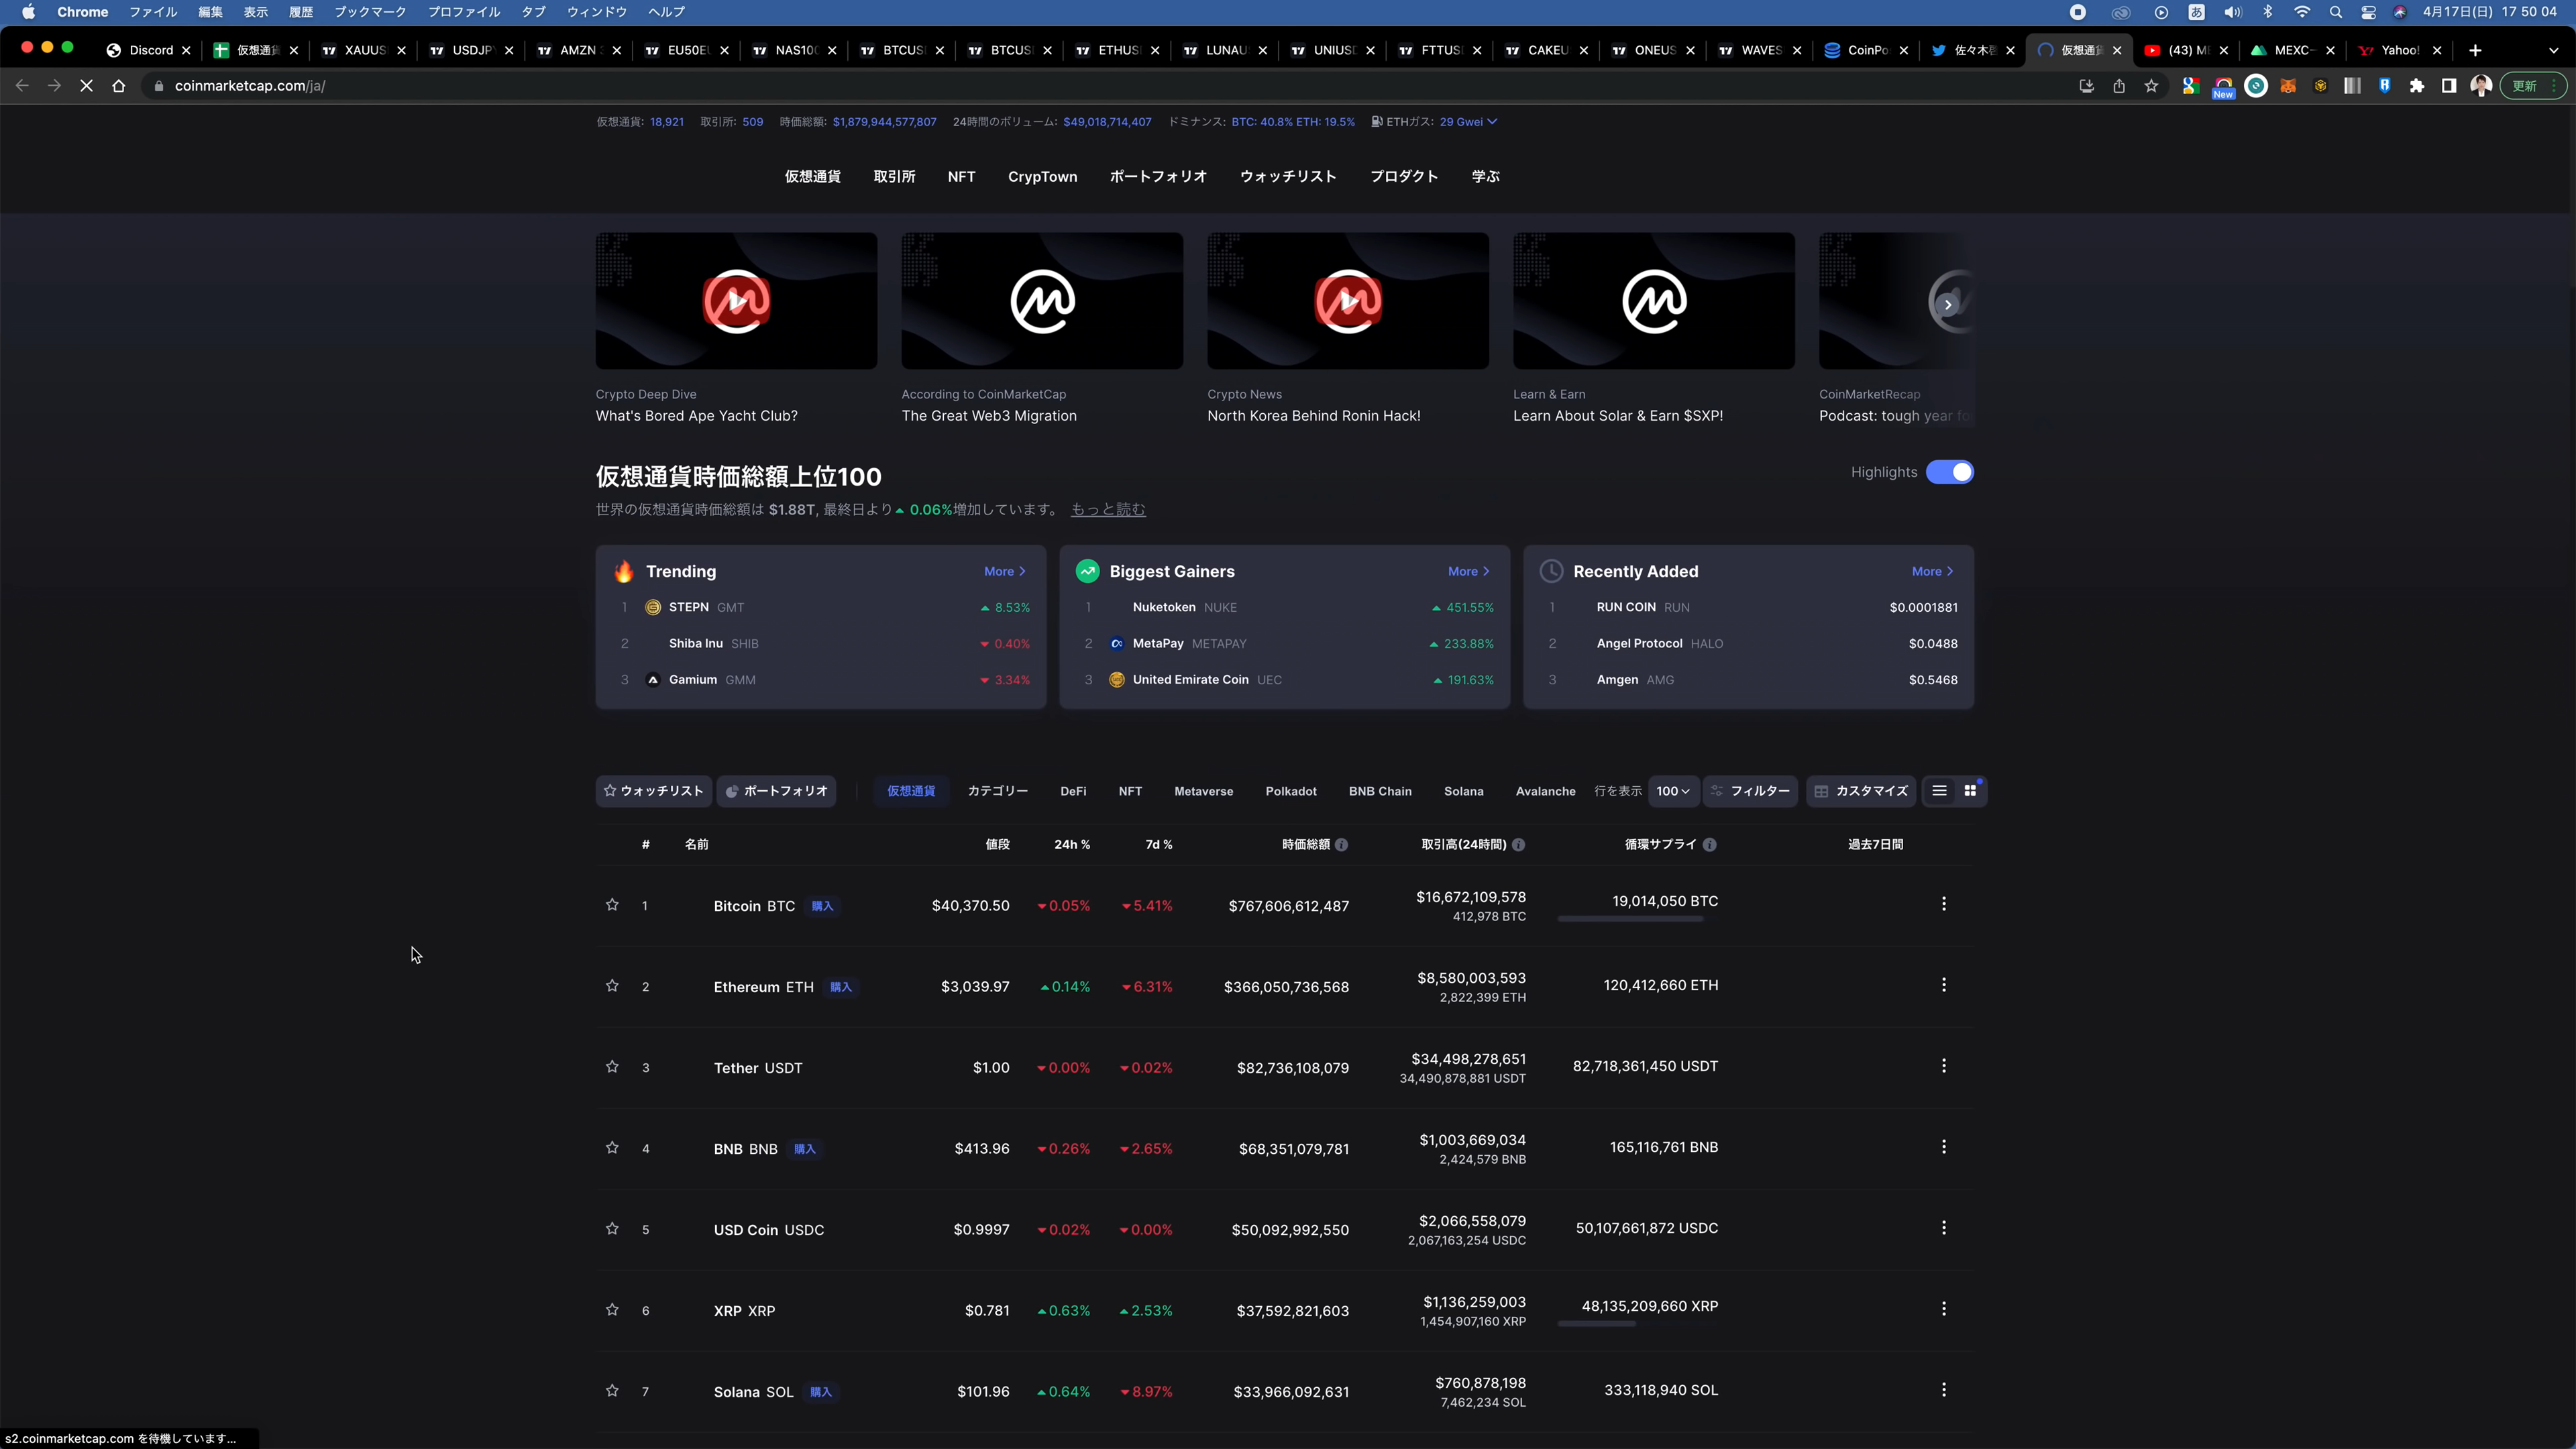 Chrome ファイル 編集 表示 履歴 ブックマーク プロファイル タブ ウィンドウ ヘルプ あ 4月17日(日) 17 50 04
Discord 仮想通貨 XAUUS USDJPY AMZN EU50EU NAS100 BTCUS BTCUS ETHUS LUNAU UNIUSD FTTUS CAKEU ONEUS WAVES CoinPo 佐々木啓 仮想通貨 (43) MEXC Yahoo!
coinmarketcap.com/ja/ New 更新
仮想通貨: 18,921 取引所: 509 時価総額: $1,879,944,577,807 24時間のボリューム: $49,018,714,407 ドミナンス: BTC: 40.8% ETH: 19.5% ETHガス: 29 Gwei
仮想通貨 取引所 NFT CrypTown ポートフォリオ ウォッチリスト プロダクト 学ぶ
Crypto Deep Dive
What's Bored Ape Yacht Club?
According to CoinMarketCap
The Great Web3 Migration
Crypto News
North Korea Behind Ronin Hack!
Learn & Earn
Learn About Solar & Earn $SXP!
CoinMarketRecap
Podcast: tough year fo
仮想通貨時価総額上位100
Highlights
世界の仮想通貨時価総額は $1.88T, 最終日より 0.06%増加しています。 もっと読む
Trending More
1 STEPN GMT 8.53%
2 Shiba Inu SHIB 0.40%
3 Gamium GMM 3.34%
Biggest Gainers More
1 Nuketoken NUKE 451.55%
2 MetaPay METAPAY 233.88%
3 United Emirate Coin UEC 191.63%
Recently Added More
1 RUN COIN RUN $0.0001881
2 Angel Protocol HALO $0.0488
3 Amgen AMG $0.5468
ウォッチリスト ポートフォリオ 仮想通貨 カテゴリー DeFi NFT Metaverse Polkadot BNB Chain Solana Avalanche 行を表示 100 フィルター カスタマイズ
# 名前 値段 24h % 7d % 時価総額 取引高(24時間) 循環サプライ 過去7日間
1 Bitcoin BTC 購入 $40,370.50 0.05% 5.41% $767,606,612,487 $16,672,109,578 19,014,050 BTC
412,978 BTC
2 Ethereum ETH 購入 $3,039.97 0.14% 6.31% $366,050,736,568 $8,580,003,593 120,412,660 ETH
2,822,399 ETH
3 Tether USDT $1.00 0.00% 0.02% $82,736,108,079 $34,498,278,651 82,718,361,450 USDT
34,490,878,881 USDT
4 BNB BNB 購入 $413.96 0.26% 2.65% $68,351,079,781 $1,003,669,034 165,116,761 BNB
2,424,579 BNB
5 USD Coin USDC $0.9997 0.02% 0.00% $50,092,992,550 $2,066,558,079 50,107,661,872 USDC
2,067,163,254 USDC
6 XRP XRP $0.781 0.63% 2.53% $37,592,821,603 $1,136,259,003 48,135,209,660 XRP
1,454,907,160 XRP
7 Solana SOL 購入 $101.96 0.64% 8.97% $33,966,092,631 $760,878,198 333,118,940 SOL
7,462,234 SOL
s2.coinmarketcap.com を待機しています...